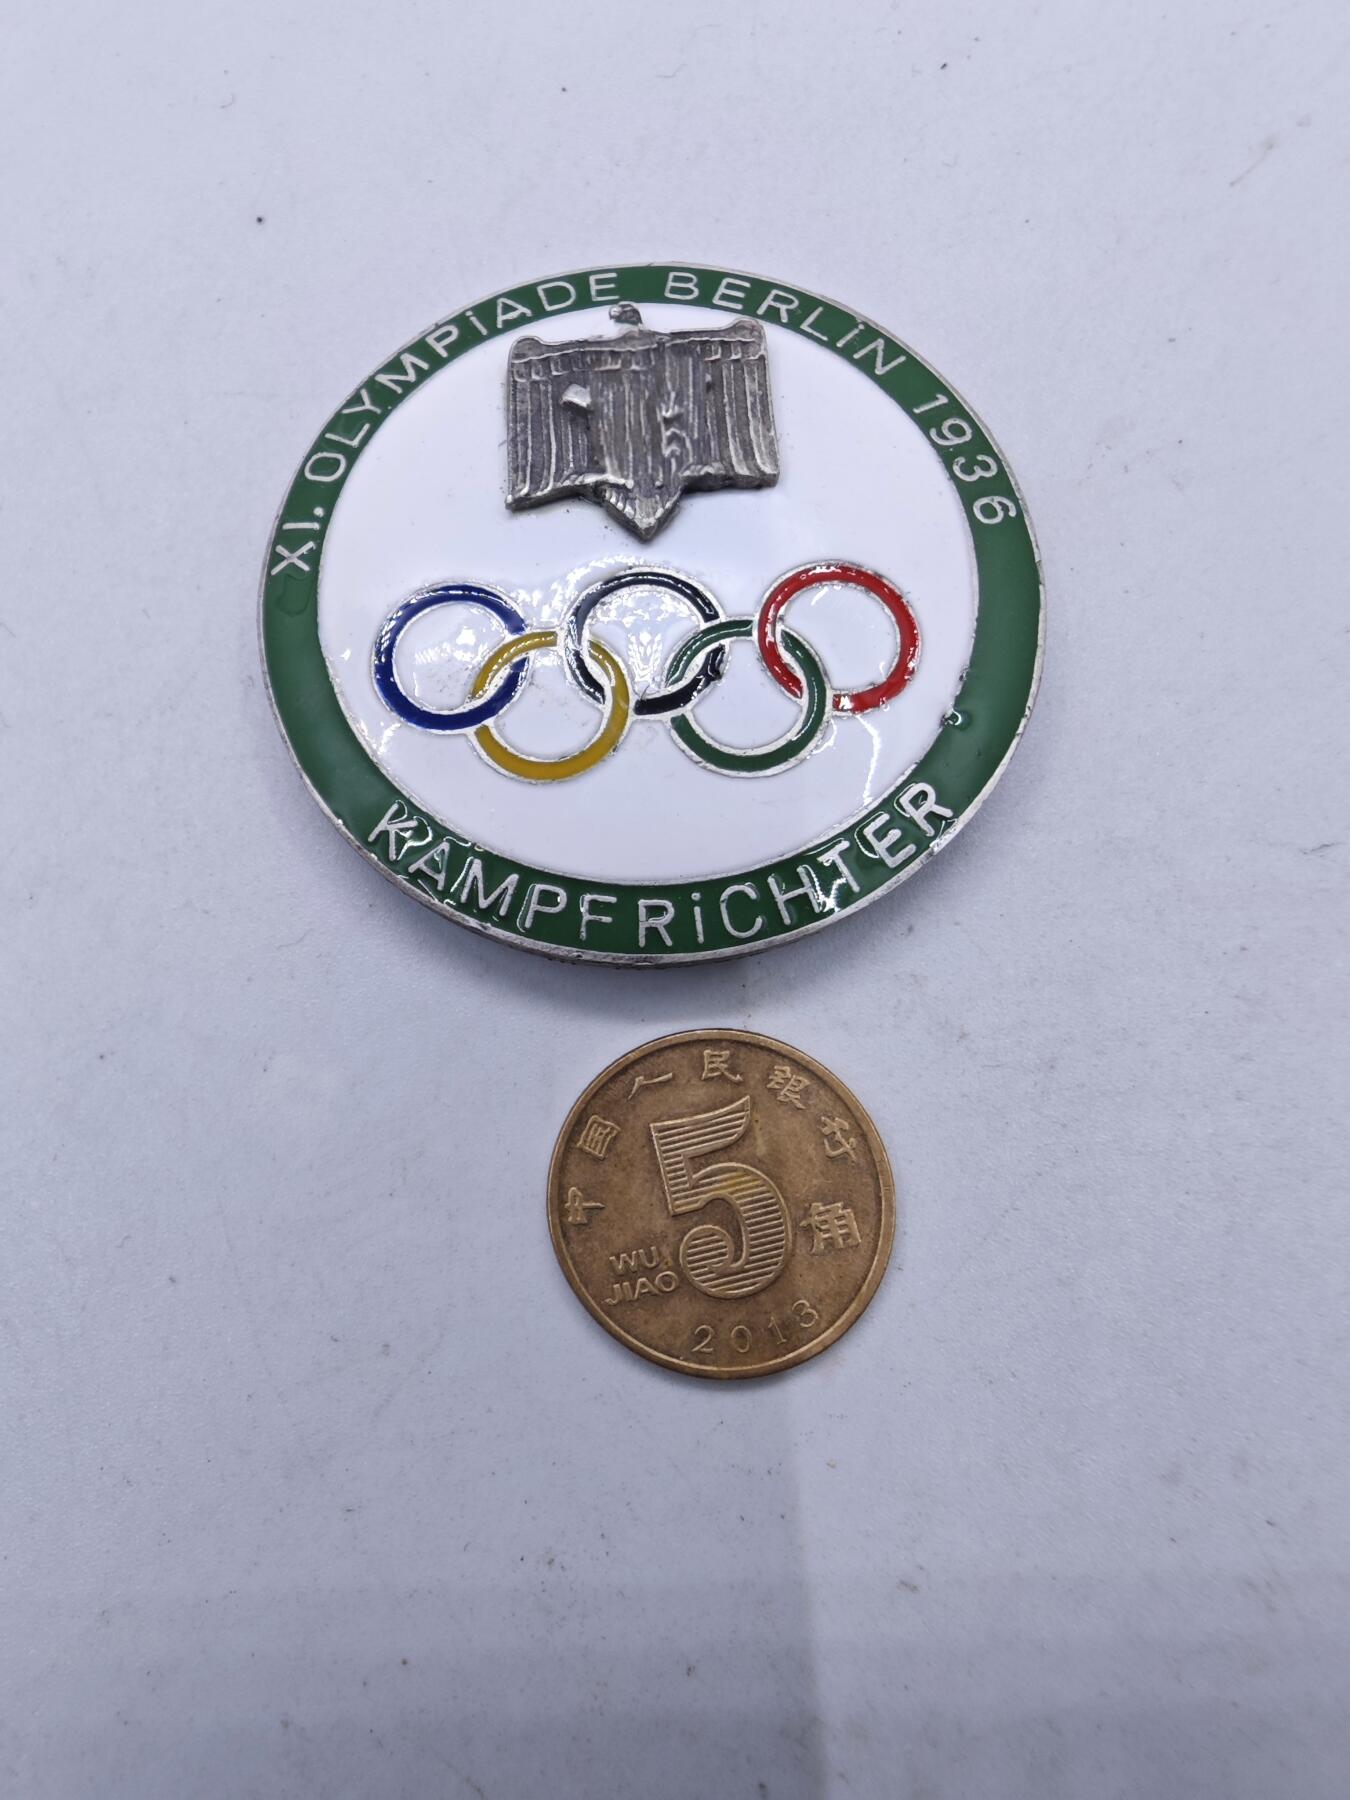 XI. OLYMPiADE BERLiN 1936
KAMPFRiCHTER
中国人民银行
5角
WU
JIAO
2013